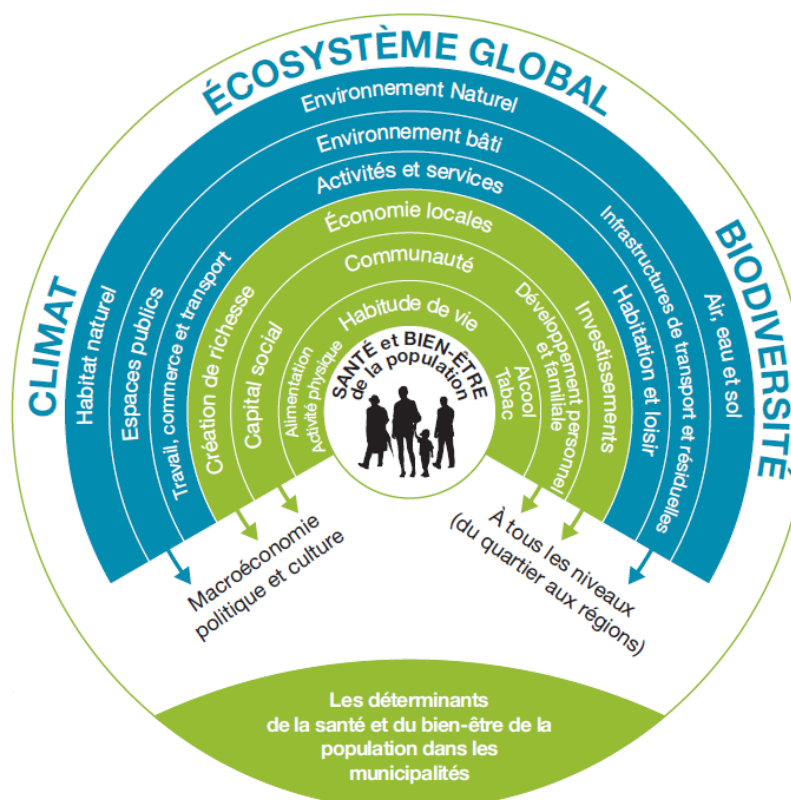 ÉCOSYSTÈME GLOBAL
CLIMAT
BIODIVERSITÉ
Environnement Naturel
Habitat naturel
Air, eau et sol
Environnement bâti
Espaces publics
Infrastructures de transport et résiduelles
Activités et services
Travail, commerce et transport
Habitation et loisir
Économie locales
Création de richesse
Investissements
Communauté
Capital social
Développement personnel
et familiale
Habitude de vie
Alimentation
Activité physique
Alcool
Tabac
SANTÉ et BIEN-ÊTRE
de la population
Macroéconomie
politique et culture
À tous les niveaux
(du quartier aux régions)
Les déterminants
de la santé et du bien-être de la
population dans les
municipalités